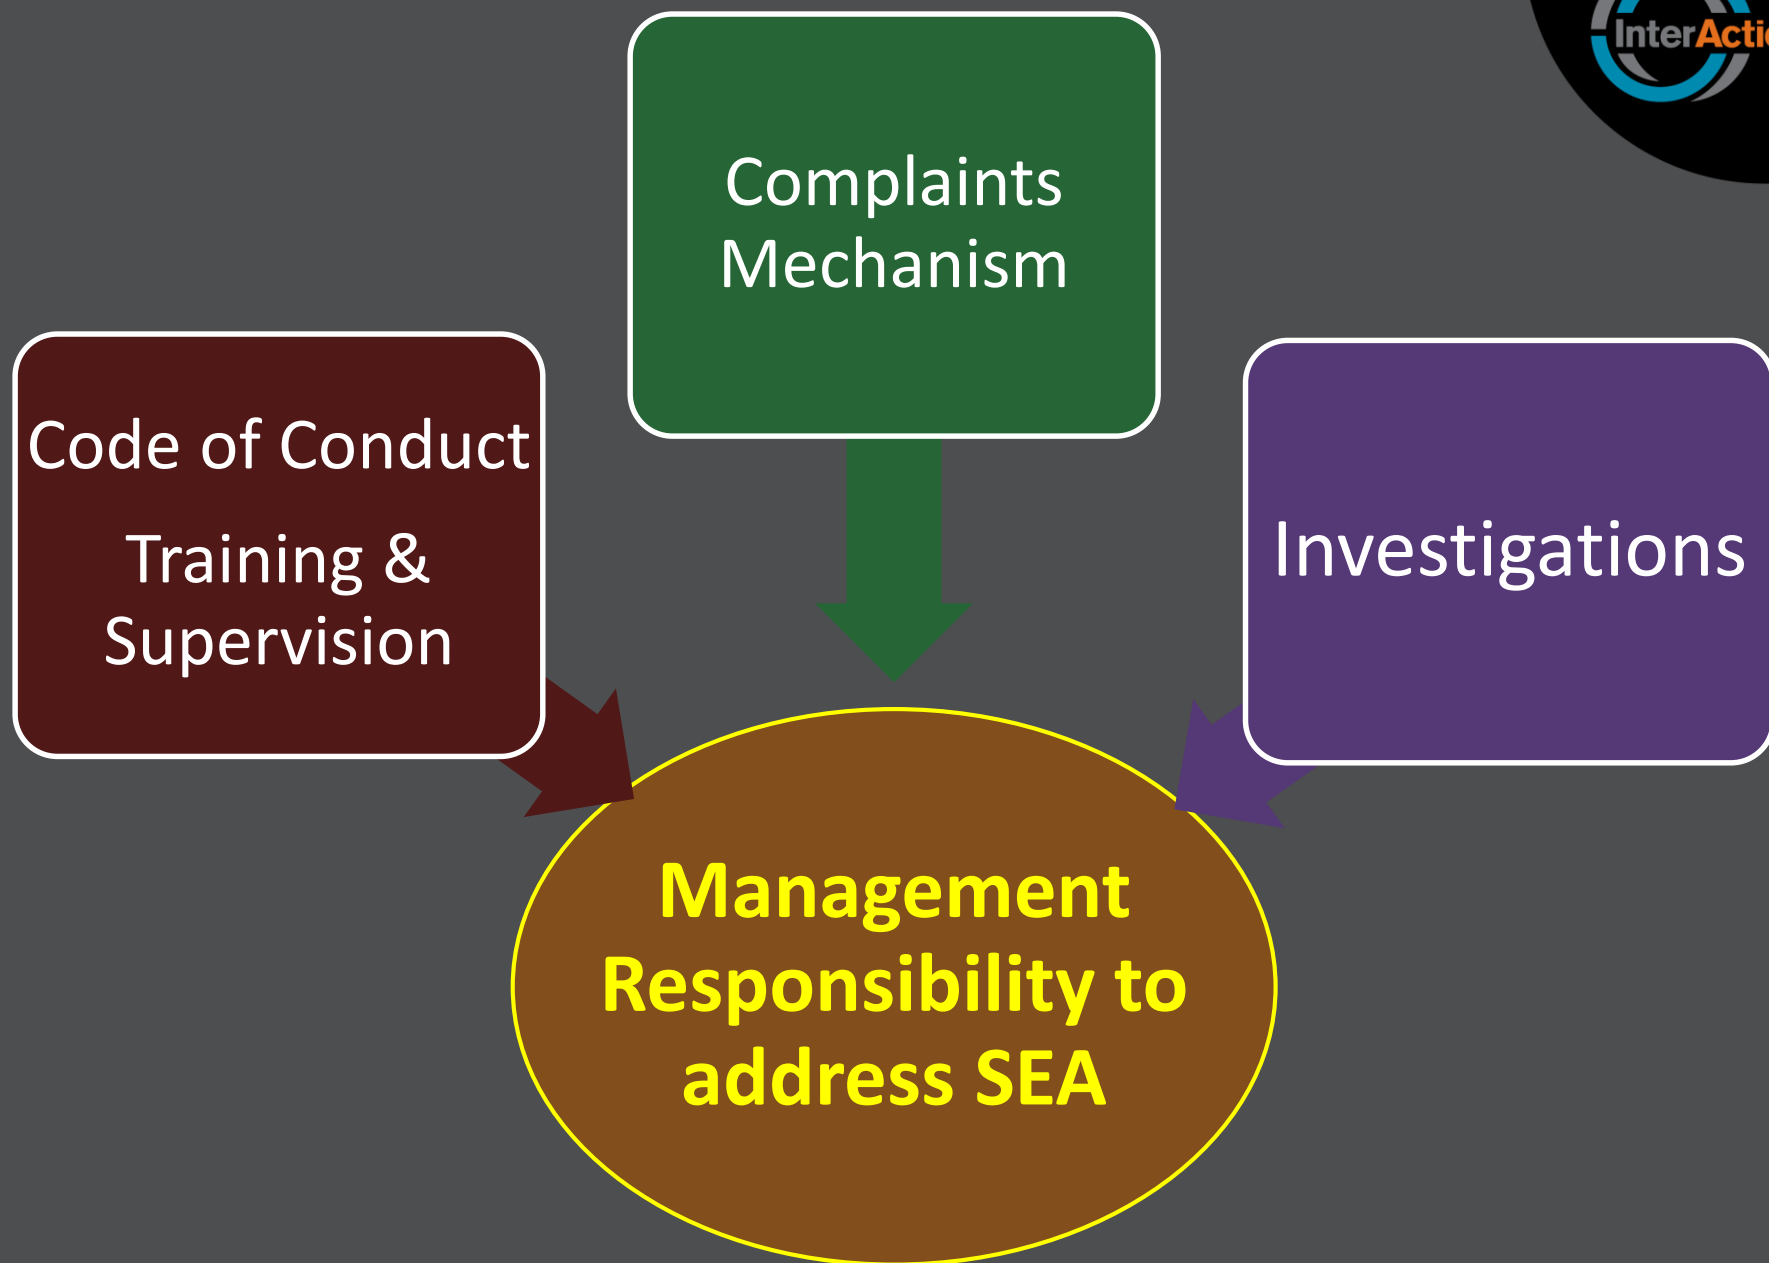 Complaints
Mechanism
Code of Conduct
Training &
Supervision
Investigations
Management
Responsibility to
address SEA